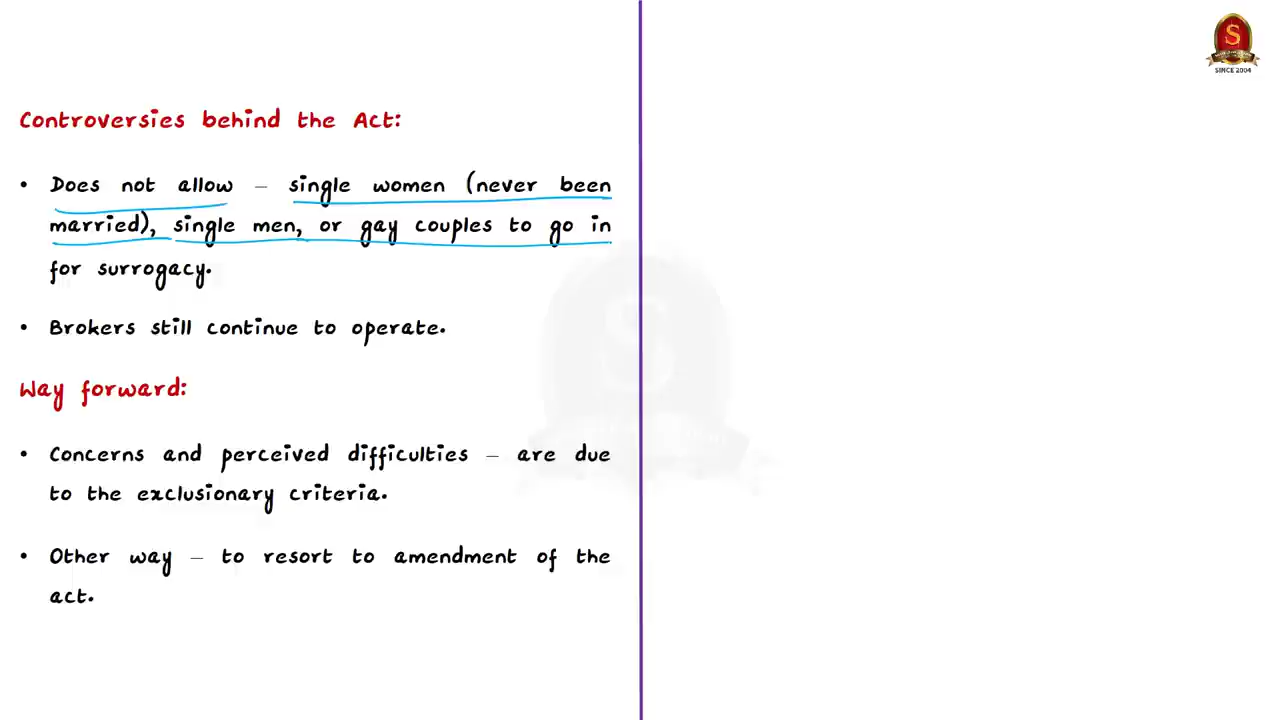 S
SINCE 2004
Controversies behind the Act:
• Does not allow – single women (never been
married), single men, or gay couples to go in
for surrogacy.
• Brokers still continue to operate.
Way forward:
• Concerns and perceived difficulties – are due
to the exclusionary criteria.
• Other way – to resort to amendment of the
act.